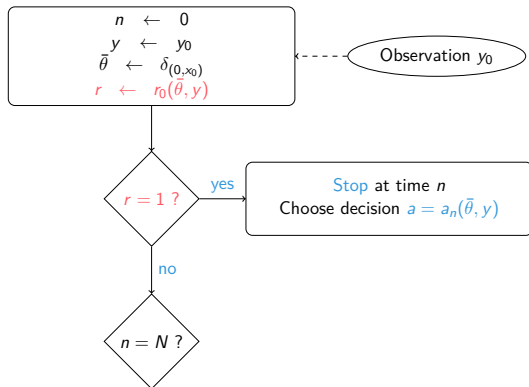 n ← 0
y ← y₀
θ̄ ← δ₍₀,ₓ₀₎
r ← r₀(θ̄, y)
Observation y₀
r = 1 ?
yes
Stop at time n
Choose decision a = aₙ(θ̄, y)
no
n = N ?